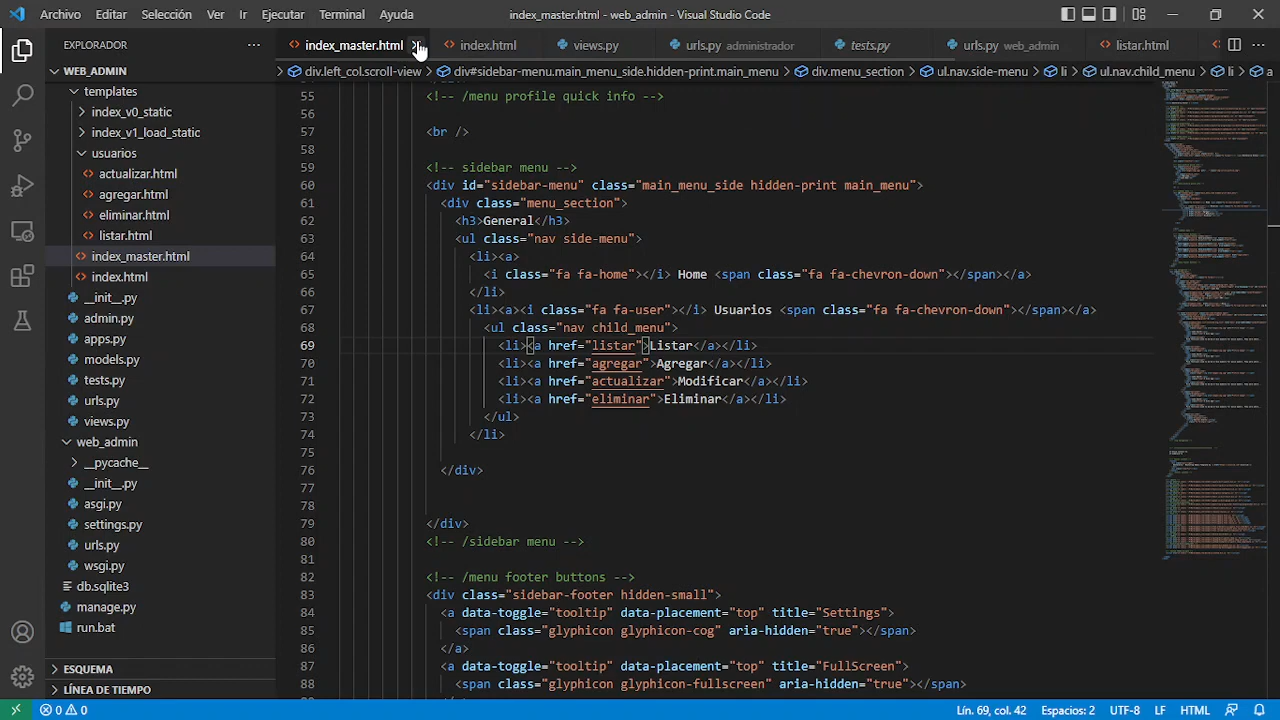 Archivo Editar Selección Ver Ir Ejecutar Terminal Ayuda index_master.html - web_admin - Visual Studio Code
EXPLORADOR
index_master.html index.html views.py urls.py administrador tests.py urls.py web_admin listar.html
WEB_ADMIN
div.left_col.scroll-view > div#sidebar-menu.main_menu_side.hidden-print.main_menu > div.menu_section > ul.nav.side-menu > li > ul.nav.child_menu > li > a
templates
index_v0_static
index_v1_load_static
usuarios
actualizar.html
agregar.html
eliminar.html
listar.html
index_master.html
index.html
__init__.py
admin.py
apps.py
models.py
tests.py
urls.py
views.py
web_admin
__pycache__
__init__.py
asgi.py
settings.py
urls.py
wsgi.py
db.sqlite3
manage.py
run.bat
ESQUEMA
LÍNEA DE TIEMPO
55 <!-- /menu profile quick info -->
56
57 <br />
58
59 <!-- sidebar menu -->
60 <div id="sidebar-menu" class="main_menu_side hidden-print main_menu">
61 <div class="menu_section">
62 <h3>General</h3>
63 <ul class="nav side-menu">
64 <li>
65 <a><i class="fa fa-home"></i> Home <span class="fa fa-chevron-down"></span></a>
66 <li>
67 <a><i class="fa fa-user"></i> Usuarios<span class="fa fa-chevron-down"></span></a>
68 <ul class="nav child_menu">
69 <li><a href="listar">Listar</a></li>
70 <li><a href="agregar">Agregar</a></li>
71 <li><a href="actualizar">Modificar</a></li>
72 <li><a href="eliminar">Eliminar</a></li>
73 </ul>
74 </li>
75 </ul>
76 </div>
77
78
79 </div>
80 <!-- /sidebar menu -->
81
82 <!-- /menu footer buttons -->
83 <div class="sidebar-footer hidden-small">
84 <a data-toggle="tooltip" data-placement="top" title="Settings">
85 <span class="glyphicon glyphicon-cog" aria-hidden="true"></span>
86 </a>
87 <a data-toggle="tooltip" data-placement="top" title="FullScreen">
88 <span class="glyphicon glyphicon-fullscreen" aria-hidden="true"></span>
0 0 Lín. 69, col. 42 Espacios: 2 UTF-8 LF HTML